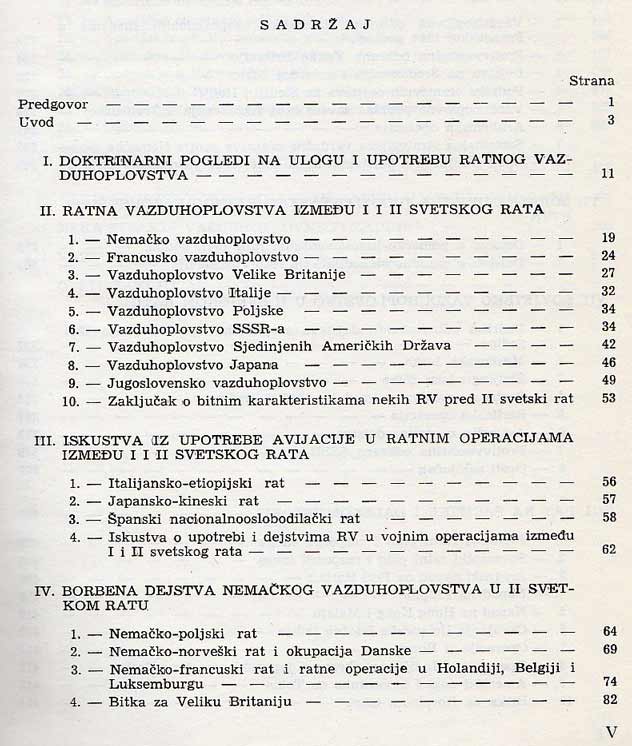 SADRŽAJ
Strana
Predgovor — — — — — — — — — — — — — — — — — — 1
Uvod — — — — — — — — — — — — — — — — — — — 3
I. DOKTRINARNI POGLEDI NA ULOGU I UPOTREBU RATNOG VAZ-
DUHOPLOVSTVA — — — — — — — — — — — — — — 11
II. RATNA VAZDUHOPLOVSTVA IZMEĐU I I II SVETSKOG RATA
1. — Nemačko vazduhoplovstvo — — — — — — — — — — 19
2. — Francusko vazduhoplovstvo — — — — — — — — — — 24
3. — Vazduhoplovstvo Velike Britanije — — — — — — — — 27
4. — Vazduhoplovstvo Italije — — — — — — — — — — — 32
5. — Vazduhoplovstvo Poljske — — — — — — — — — — — 34
6. — Vazduhoplovstvo SSSR-a — — — — — — — — — — — 34
7. — Vazduhoplovstvo Sjedinjenih Američkih Država — — — — 42
8. — Vazduhoplovstvo Japana — — — — — — — — — — — 46
9. — Jugoslovensko vazduhoplovstvo — — — — — — — — — 49
10. — Zaključak o bitnim karakteristikama nekih RV pred II svetski rat 53
III. ISKUSTVA IZ UPOTREBE AVIJACIJE U RATNIM OPERACIJAMA
IZMEĐU I I II SVETSKOG RATA
1. — Italijansko-etiopijski rat — — — — — — — — — — — 56
2. — Japansko-kineski rat — — — — — — — — — — — — 57
3. — Španski nacionalnooslobodilački rat — — — — — — — — 58
4. — Iskustva o upotrebi i dejstvima RV u vojnim operacijama između
I i II svetskog rata — — — — — — — — — — — — — 62
IV. BORBENA DEJSTVA NEMAČKOG VAZDUHOPLOVSTVA U II SVET-
KOM RATU
1. — Nemačko-poljski rat — — — — — — — — — — — — 64
2. — Nemačko-norveški rat i okupacija Danske — — — — — — 69
3. — Nemačko-francuski rat i ratne operacije u Holandiji, Belgiji i
Luksemburgu — — — — — — — — — — — — — — 74
4. — Bitka za Veliku Britaniju — — — — — — — — — — 82
V